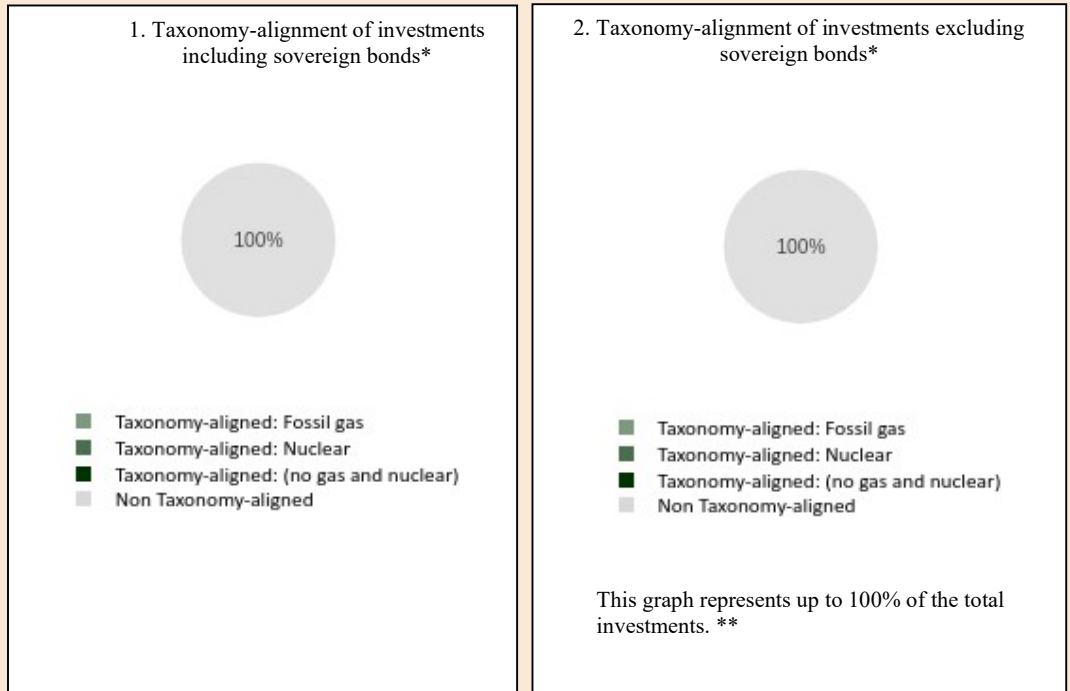 1. Taxonomy-alignment of investments
including sovereign bonds*
100%
Taxonomy-aligned: Fossil gas
Taxonomy-aligned: Nuclear
Taxonomy-aligned: (no gas and nuclear)
Non Taxonomy-aligned
2. Taxonomy-alignment of investments excluding
sovereign bonds*
100%
Taxonomy-aligned: Fossil gas
Taxonomy-aligned: Nuclear
Taxonomy-aligned: (no gas and nuclear)
Non Taxonomy-aligned
This graph represents up to 100% of the total
investments. **